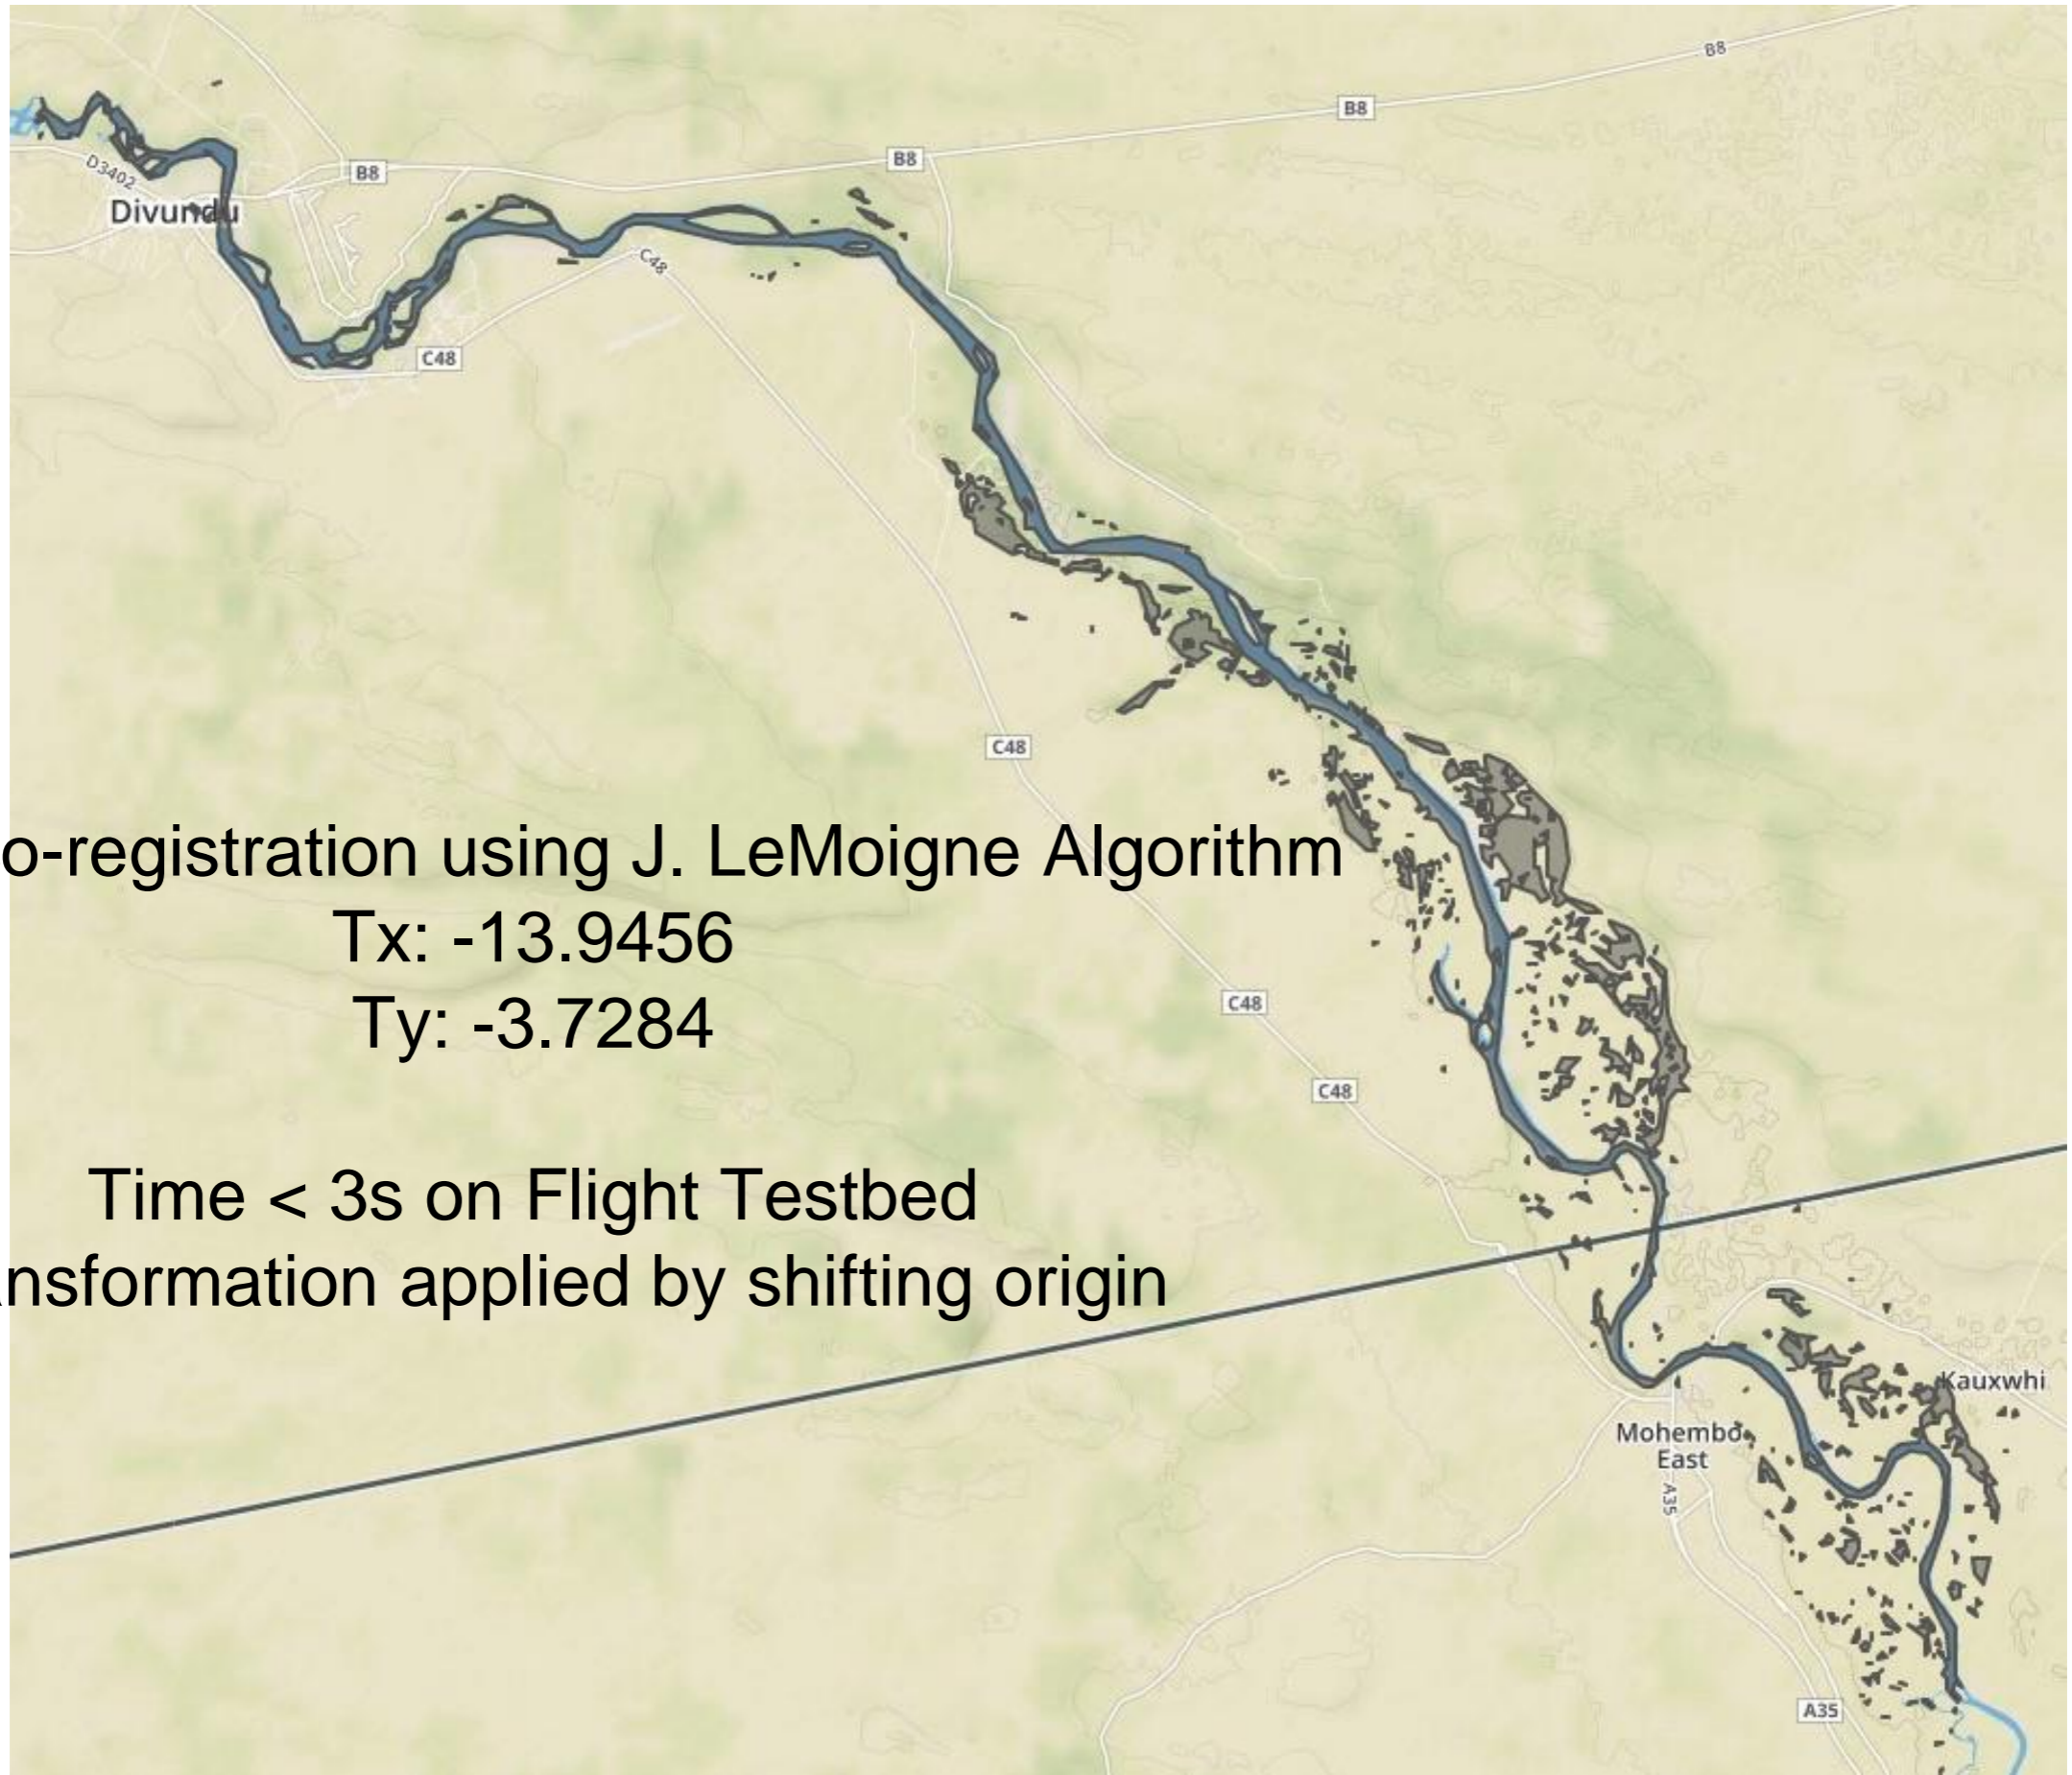 B8
B8
B8
B8
D3402
Divundu
C48
C48
C48
o-registration using J. LeMoigne Algorithm
Tx: -13.9456
Ty: -3.7284
C48
C48
Time < 3s on Flight Testbed
nsformation applied by shifting origin
Kauxwhi
Mohembo
East
A35
A35